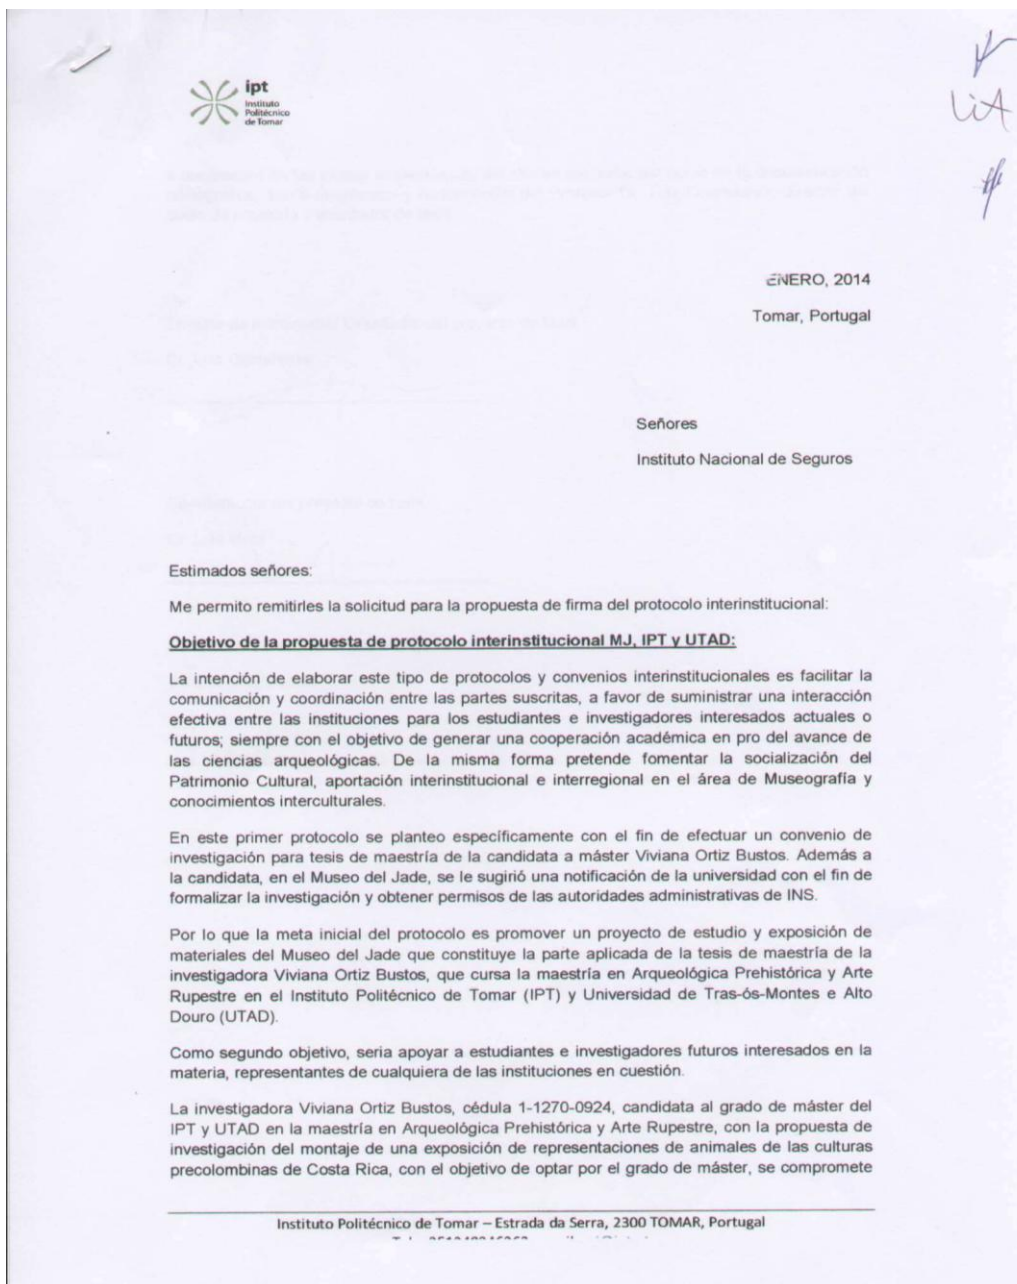 ipt
Instituto
Politécnico
de Tomar
LiA
ENERO, 2014
Tomar, Portugal
Señores
Instituto Nacional de Seguros
Estimados señores:
Me permito remitirles la solicitud para la propuesta de firma del protocolo interinstitucional:
Objetivo de la propuesta de protocolo interinstitucional MJ, IPT y UTAD:
La intención de elaborar este tipo de protocolos y convenios interinstitucionales es facilitar la
comunicación y coordinación entre las partes suscritas, a favor de suministrar una interacción
efectiva entre las instituciones para los estudiantes e investigadores interesados actuales o
futuros; siempre con el objetivo de generar una cooperación académica en pro del avance de
las ciencias arqueológicas. De la misma forma pretende fomentar la socialización del
Patrimonio Cultural, aportación interinstitucional e interregional en el área de Museografía y
conocimientos interculturales.
En este primer protocolo se planteo específicamente con el fin de efectuar un convenio de
investigación para tesis de maestría de la candidata a máster Viviana Ortiz Bustos. Además a
la candidata, en el Museo del Jade, se le sugirió una notificación de la universidad con el fin de
formalizar la investigación y obtener permisos de las autoridades administrativas de INS.
Por lo que la meta inicial del protocolo es promover un proyecto de estudio y exposición de
materiales del Museo del Jade que constituye la parte aplicada de la tesis de maestría de la
investigadora Viviana Ortiz Bustos, que cursa la maestría en Arqueológica Prehistórica y Arte
Rupestre en el Instituto Politécnico de Tomar (IPT) y Universidad de Tras-ós-Montes e Alto
Douro (UTAD).
Como segundo objetivo, seria apoyar a estudiantes e investigadores futuros interesados en la
materia, representantes de cualquiera de las instituciones en cuestión.
La investigadora Viviana Ortiz Bustos, cédula 1-1270-0924, candidata al grado de máster del
IPT y UTAD en la maestría en Arqueológica Prehistórica y Arte Rupestre, con la propuesta de
investigación del montaje de una exposición de representaciones de animales de las culturas
precolombinas de Costa Rica, con el objetivo de optar por el grado de máster, se compromete
Instituto Politécnico de Tomar – Estrada da Serra, 2300 TOMAR, Portugal